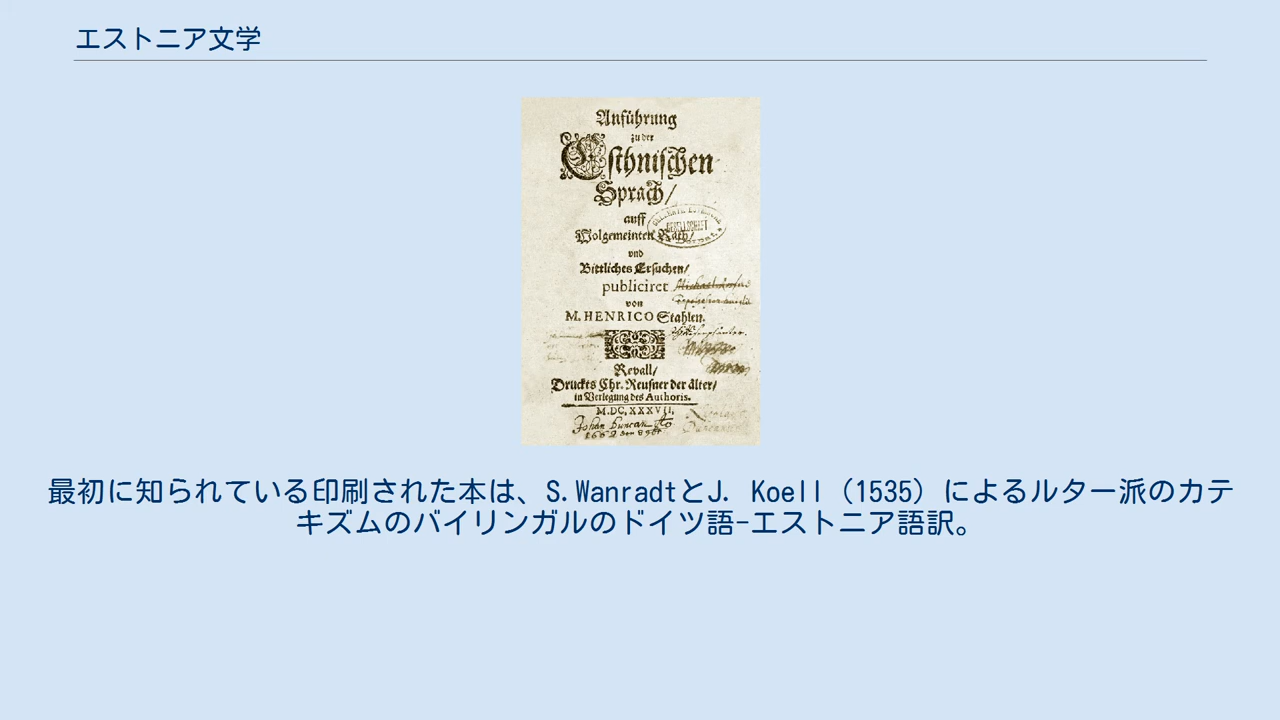 エストニア文学
Anführung
zu der
Esthnischen
Sprach/
auff
Wolgemeinten Rath/
und
Bittliches Ersuchen/
publiciret
von
M. HENRICO Stahlen.
Revall/
Druckts Chr. Reusner der älter/
in Verlegung des Authoris.
M.DC.XXXVII.
Johan Duncan
最初に知られている印刷された本は、S.WanradtとJ. Koell（1535）によるルター派のカテ
キズムのバイリンガルのドイツ語-エストニア語訳。